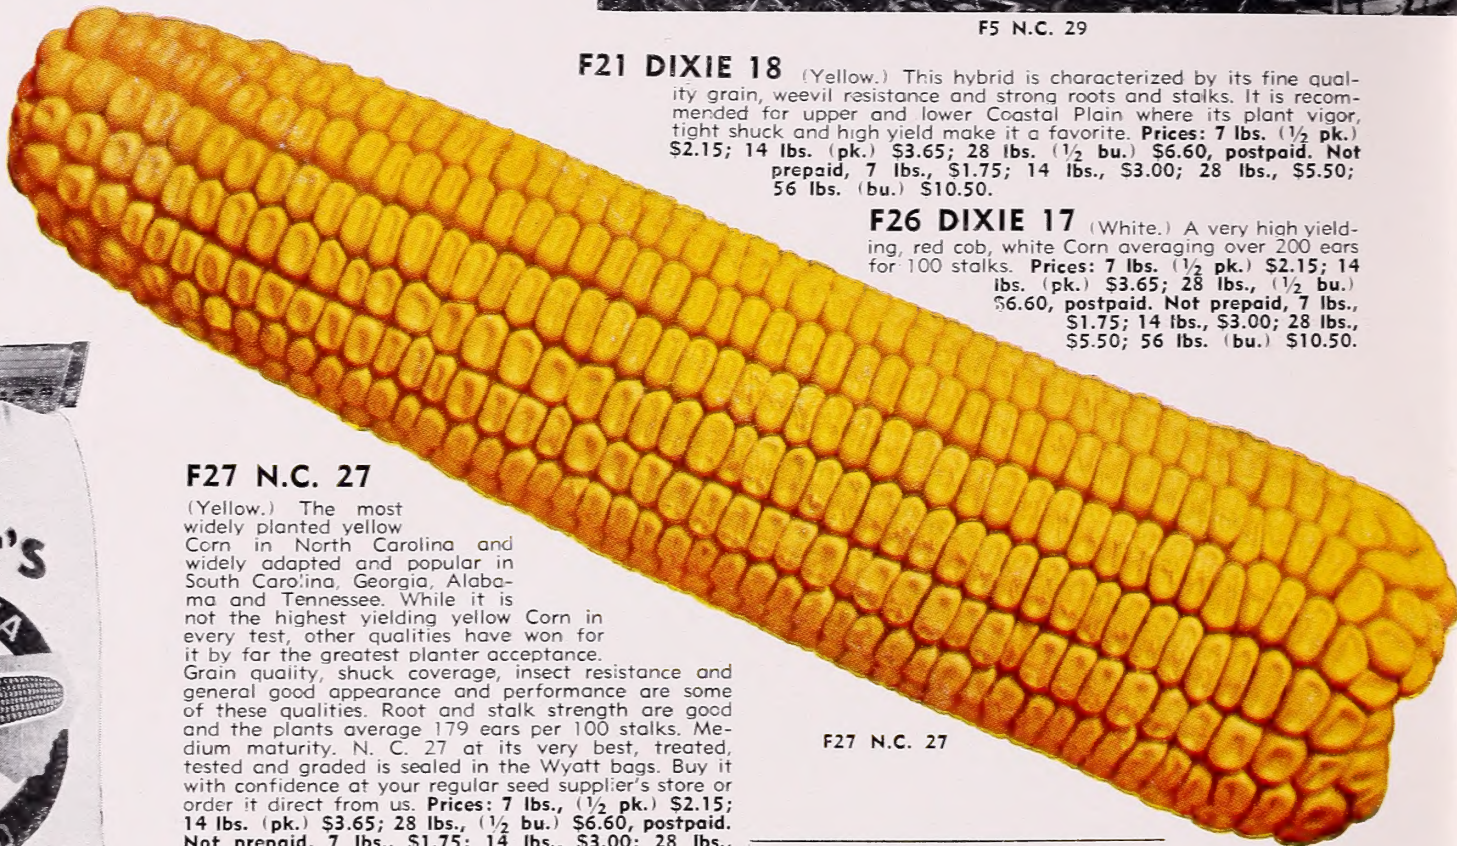 F5 N.C. 29
F21 DIXIE 18 (Yellow.) This hybrid is characterized by its fine qual-
ity grain, weevil resistance and strong roots and stalks. It is recom-
mended for upper and lower Coastal Plain where its plant vigor,
tight shuck and high yield make it a favorite. Prices: 7 lbs. (½ pk.)
$2.15; 14 lbs. (pk.) $3.65; 28 lbs. (½ bu.) $6.60, postpaid. Not
prepaid, 7 lbs., $1.75; 14 lbs., $3.00; 28 lbs., $5.50;
56 lbs. (bu.) $10.50.
F26 DIXIE 17 (White.) A very high yield-
ing, red cob, white Corn averaging over 200 ears
for 100 stalks. Prices: 7 lbs. (½ pk.) $2.15; 14
lbs. (pk.) $3.65; 28 lbs., (½ bu.)
$6.60, postpaid. Not prepaid, 7 lbs.,
$1.75; 14 lbs., $3.00; 28 lbs.,
$5.50; 56 lbs. (bu.) $10.50.
F27 N.C. 27
(Yellow.) The most
widely planted yellow
Corn in North Carolina and
widely adapted and popular in
South Carolina, Georgia, Alaba-
ma and Tennessee. While it is
not the highest yielding yellow Corn in
every test, other qualities have won for
it by far the greatest planter acceptance.
Grain quality, shuck coverage, insect resistance and
general good appearance and performance are some
of these qualities. Root and stalk strength are good
and the plants average 179 ears per 100 stalks. Me-
dium maturity. N. C. 27 at its very best, treated,
tested and graded is sealed in the Wyatt bags. Buy it
with confidence at your regular seed supplier's store or
order it direct from us. Prices: 7 lbs., (½ pk.) $2.15;
14 lbs. (pk.) $3.65; 28 lbs., (½ bu.) $6.60, postpaid.
Not prepaid, 7 lbs., $1.75; 14 lbs., $3.00; 28 lbs.,
F27 N.C. 27
'S
A